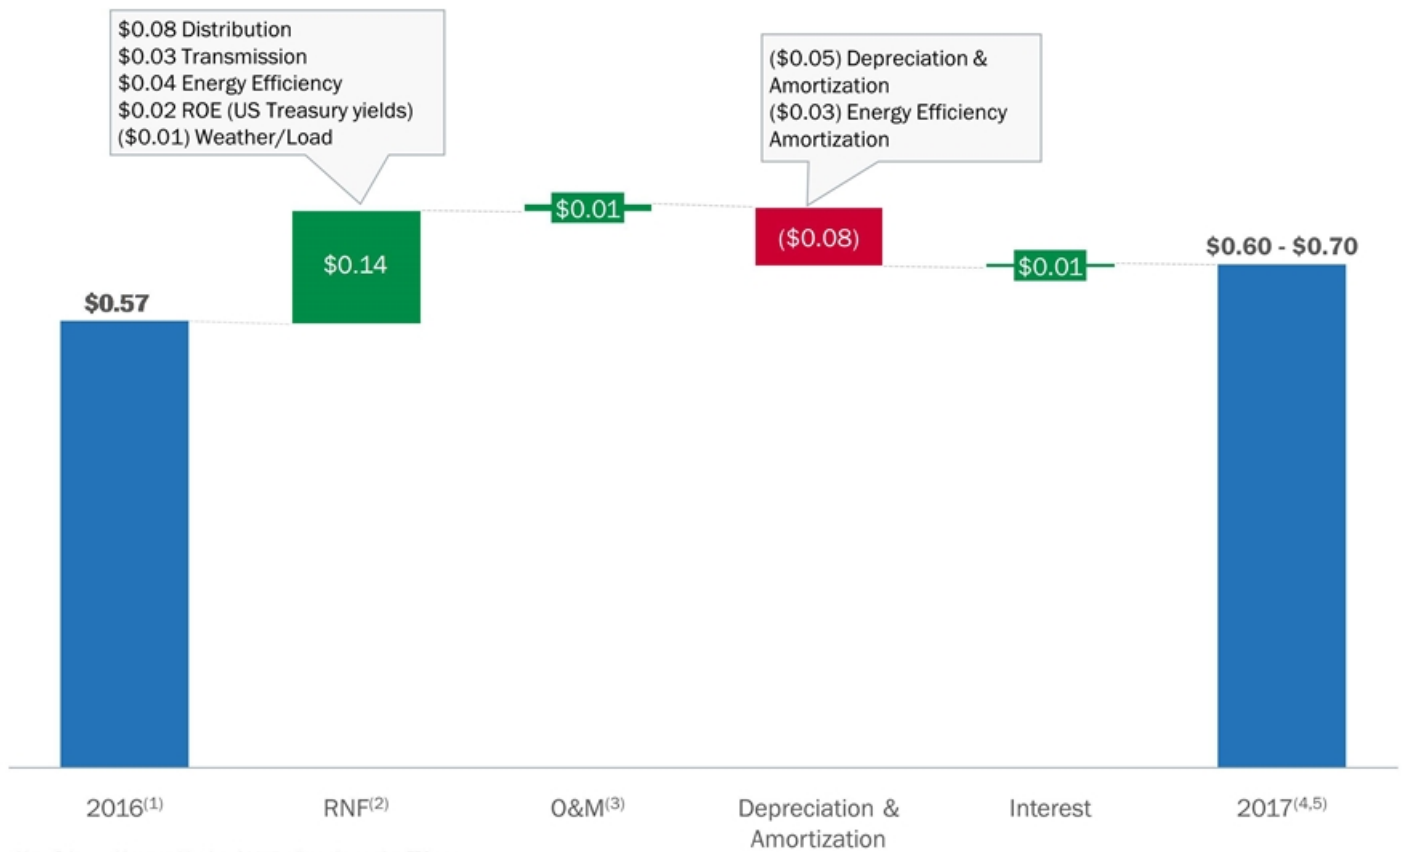 $0.08 Distribution
$0.03 Transmission
$0.04 Energy Efficiency
$0.02 ROE (US Treasury yields)
($0.01) Weather/Load
($0.05) Depreciation &
Amortization
($0.03) Energy Efficiency
Amortization
$0.57
$0.14
$0.01
($0.08)
$0.01
$0.60 - $0.70
2016(1)
RNF(2)
O&M(3)
Depreciation &
Amortization
Interest
2017(4,5)